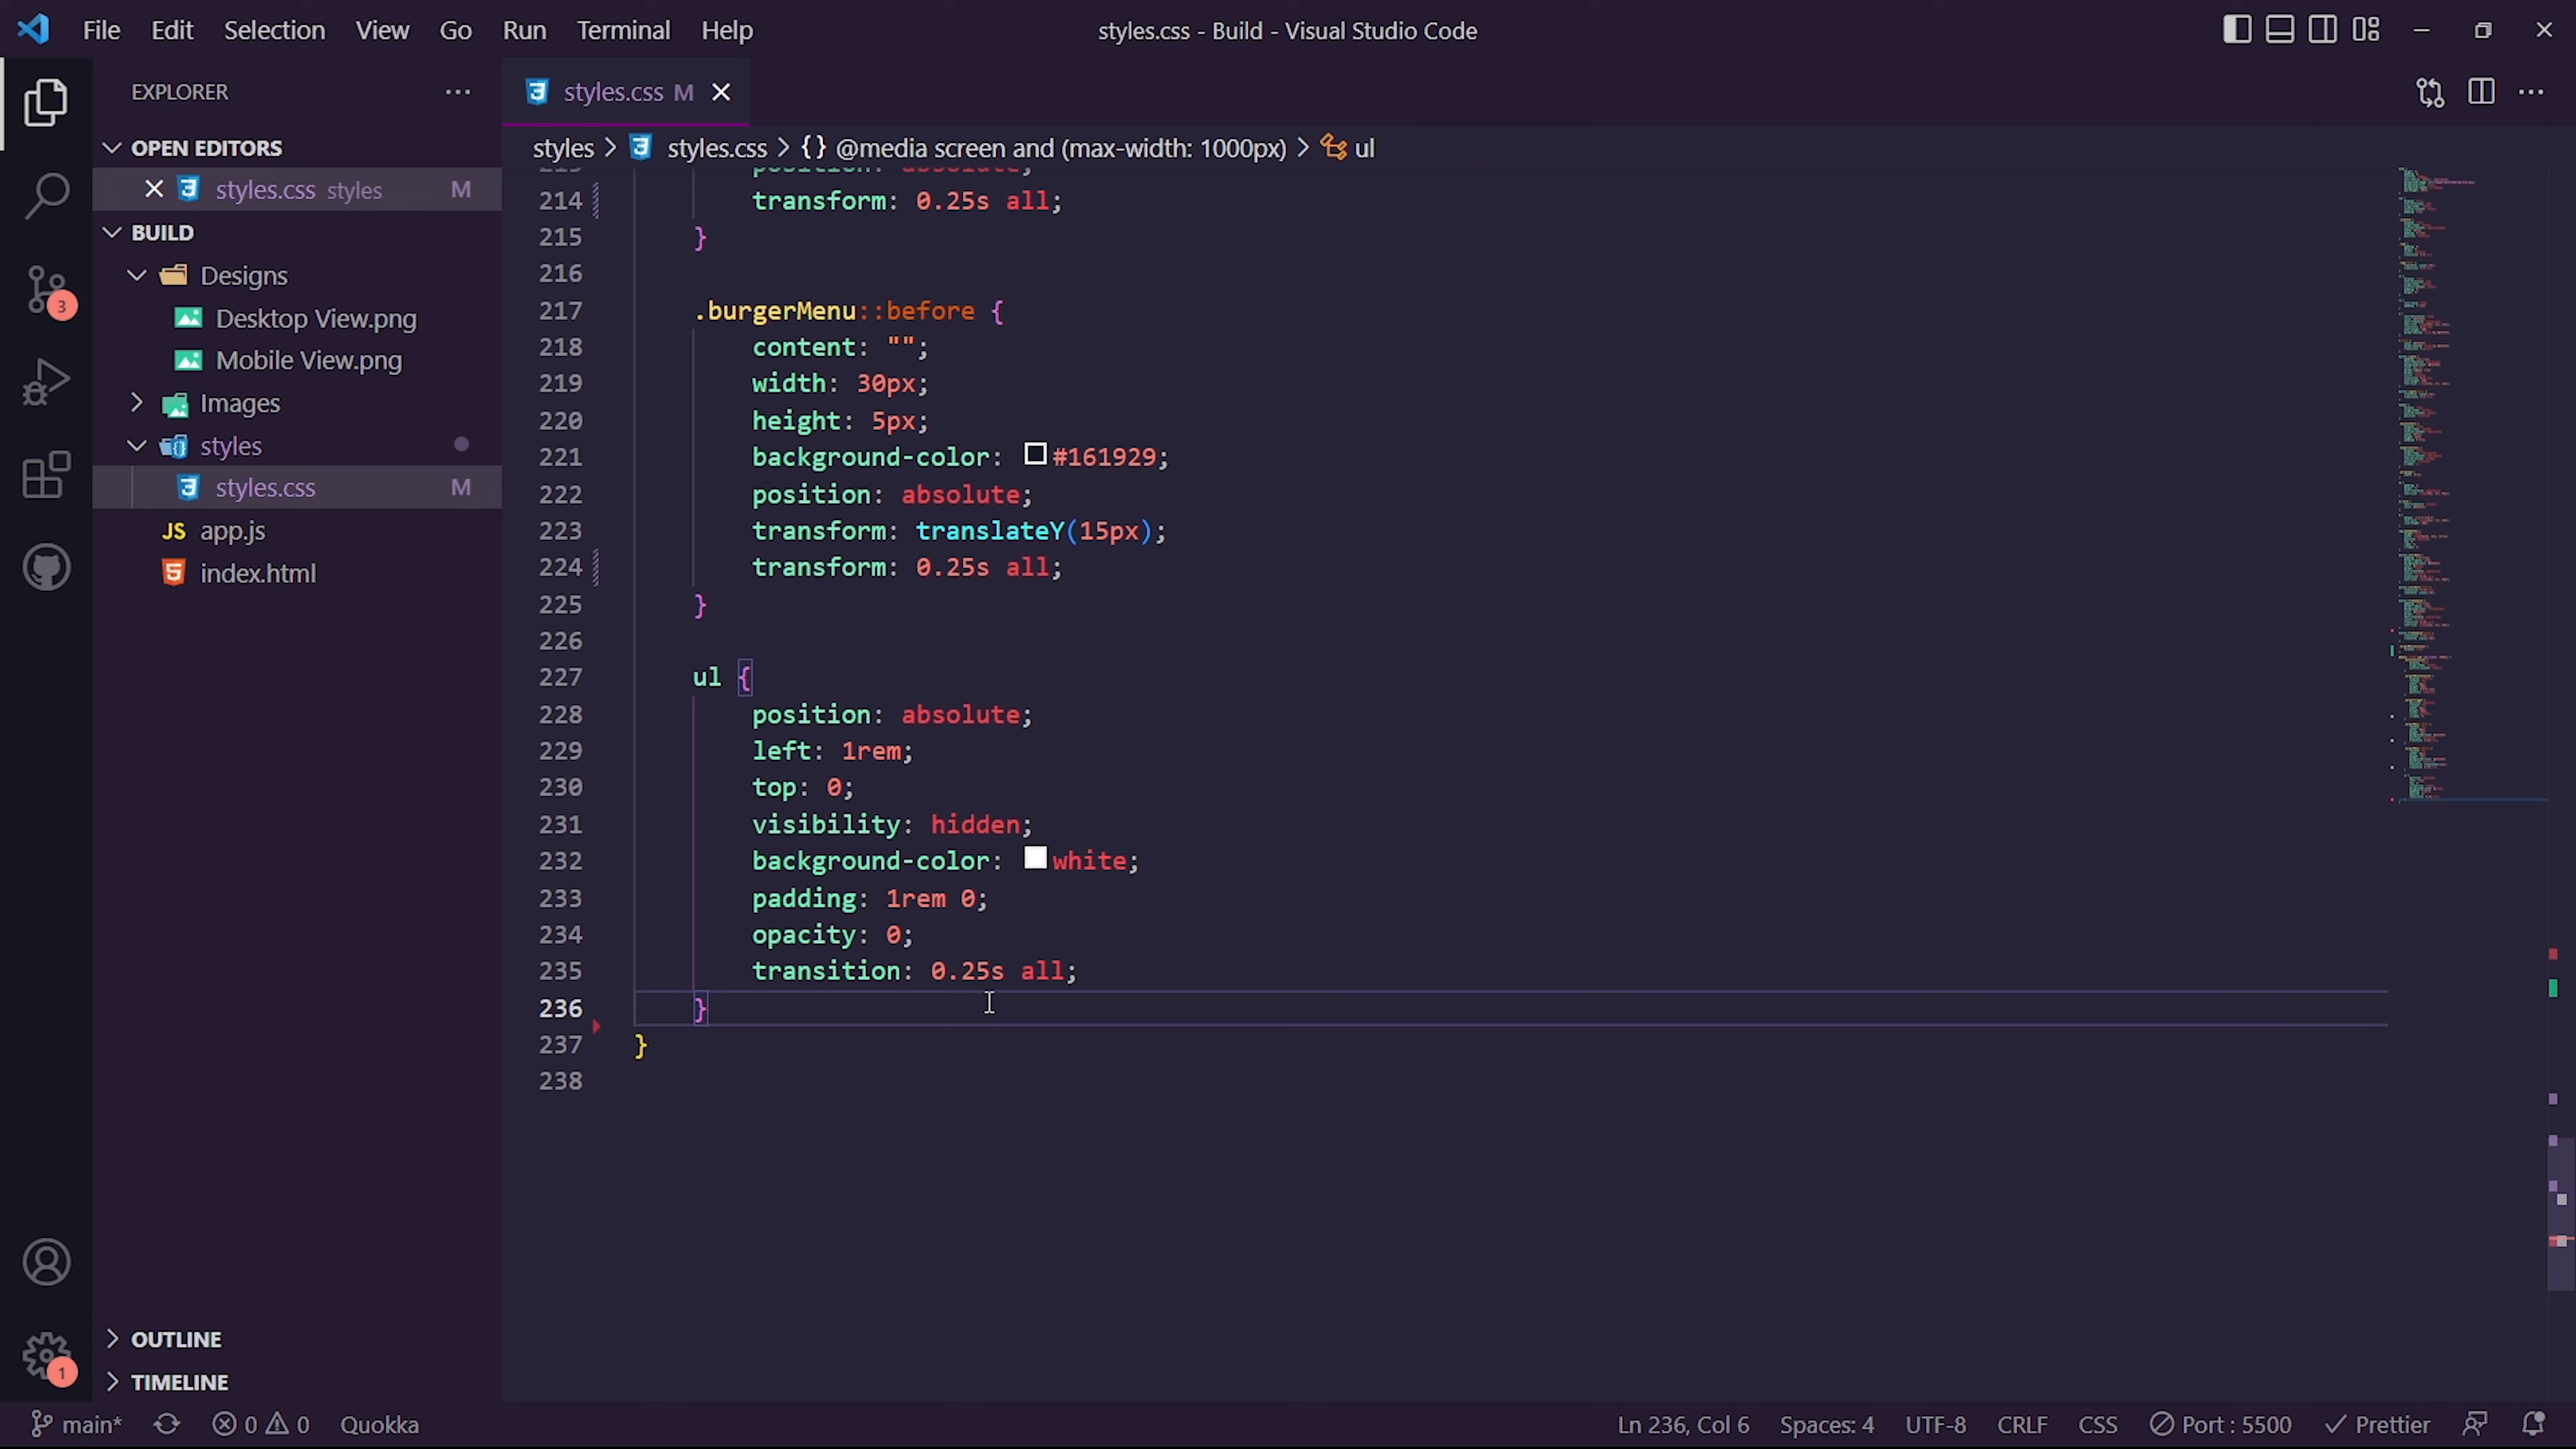 File Edit Selection View Go Run Terminal Help
styles.css - Build - Visual Studio Code
EXPLORER
OPEN EDITORS
styles.css styles M
BUILD
Designs
Desktop View.png
Mobile View.png
Images
styles
styles.css M
app.js
index.html
OUTLINE
TIMELINE
3
1
styles.css M
styles > styles.css > {} @media screen and (max-width: 1000px) > ul
position: absolute;
214 transform: 0.25s all;
215 }
216
217 .burgerMenu::before {
218 content: "";
219 width: 30px;
220 height: 5px;
221 background-color: #161929;
222 position: absolute;
223 transform: translateY(15px);
224 transform: 0.25s all;
225 }
226
227 ul {
228 position: absolute;
229 left: 1rem;
230 top: 0;
231 visibility: hidden;
232 background-color: white;
233 padding: 1rem 0;
234 opacity: 0;
235 transition: 0.25s all;
236 }
237 }
238
main* 0 0 Quokka
Ln 236, Col 6 Spaces: 4 UTF-8 CRLF CSS Port : 5500 Prettier